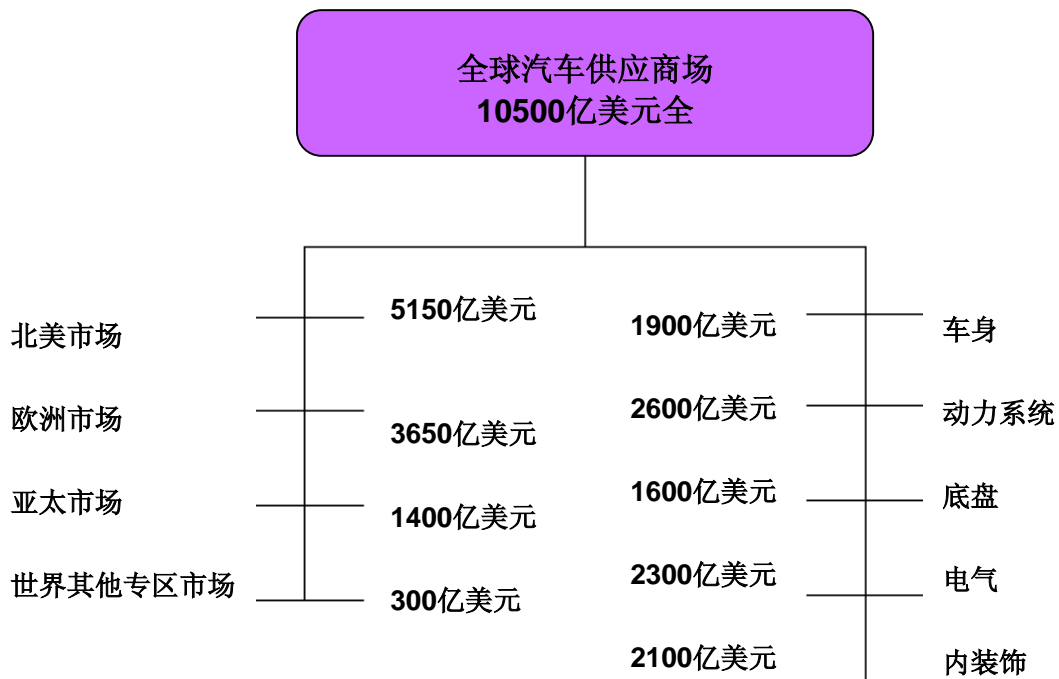 全球汽车供应商场
10500亿美元全
北美市场
5150亿美元
欧洲市场
3650亿美元
亚太市场
1400亿美元
世界其他专区市场
300亿美元
1900亿美元
车身
2600亿美元
动力系统
1600亿美元
底盘
2300亿美元
电气
2100亿美元
内装饰